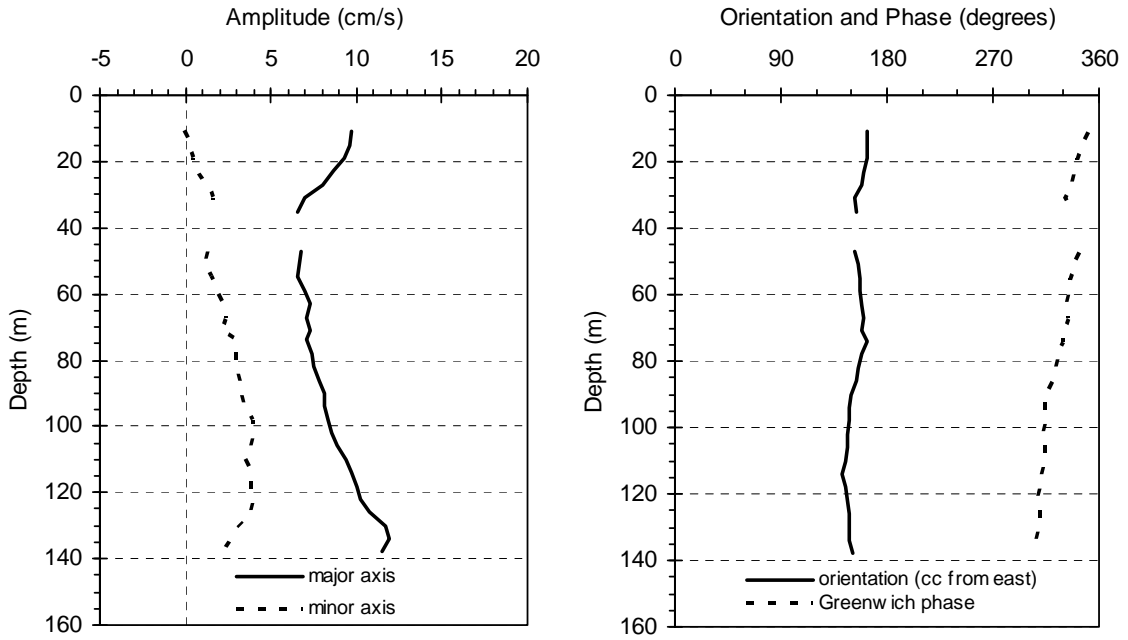 Amplitude (cm/s)
-5 0 5 10 15 20
0
20
40
60
80
100
120
140
160
Depth (m)
major axis
minor axis
Orientation and Phase (degrees)
0 90 180 270 360
0
20
40
60
80
100
120
140
160
Depth (m)
orientation (cc from east)
Greenwich phase